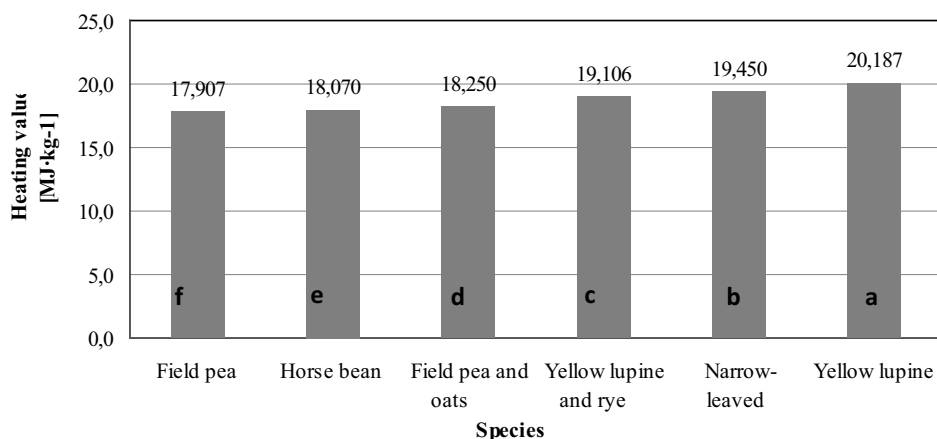 Heating value
[MJ·kg-1]
25,0
20,0
15,0
10,0
5,0
0,0
17,907
18,070
18,250
19,106
19,450
20,187
f
e
d
c
b
a
Field pea
Horse bean
Field pea and
oats
Yellow lupine
and rye
Narrow-
leaved
Yellow lupine
Species